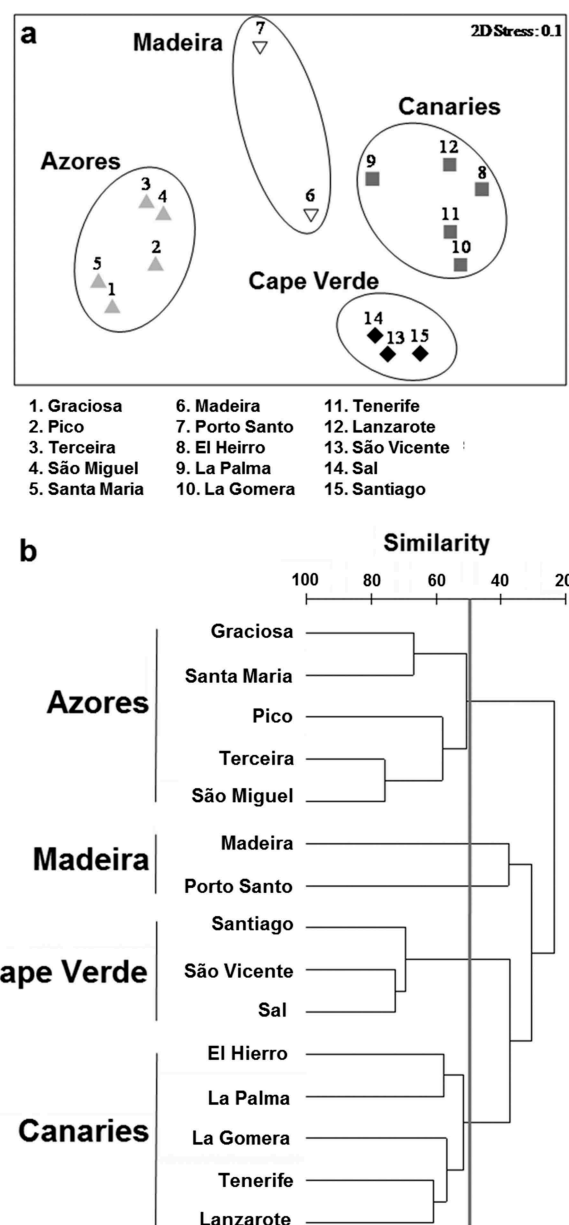 a
2D Stress: 0.1
Madeira
7
Canaries
Azores
12
9
8
3
4
6
11
2
10
5
1
Cape Verde
14
13 15
1. Graciosa 6. Madeira 11. Tenerife
2. Pico 7. Porto Santo 12. Lanzarote
3. Terceira 8. El Heirro 13. São Vicente
4. São Miguel 9. La Palma 14. Sal
5. Santa Maria 10. La Gomera 15. Santiago
b
Similarity
100 80 60 40 20
Graciosa
Azores
Santa Maria
Pico
Terceira
São Miguel
Madeira
Madeira
Porto Santo
Santiago
ape Verde
São Vicente
Sal
El Hierro
La Palma
Canaries
La Gomera
Tenerife
Lanzarote